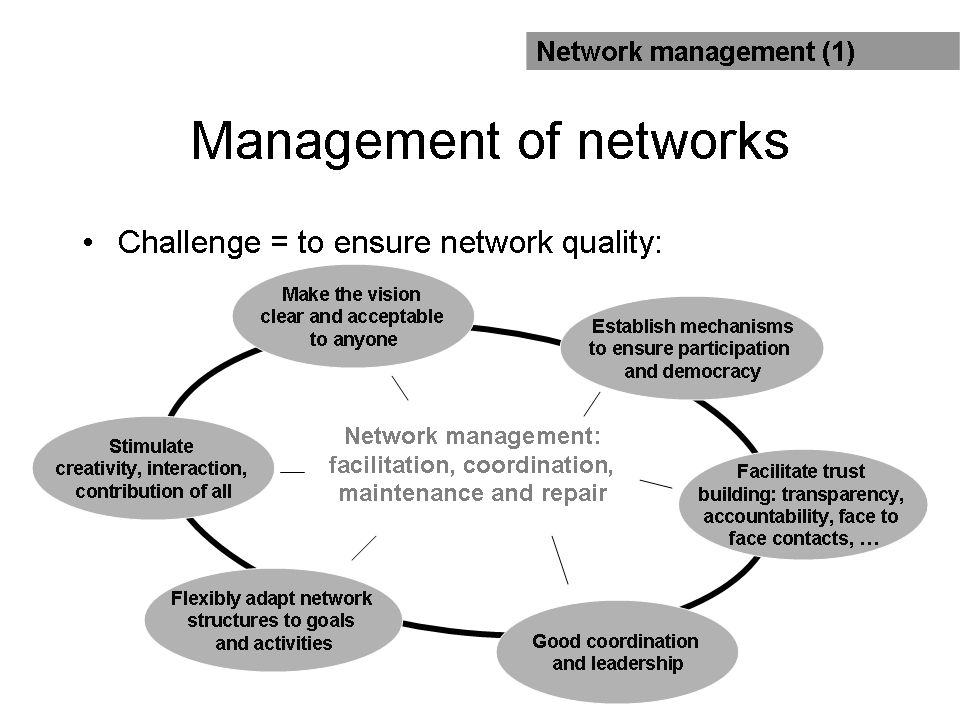 Network management (1)
Management of networks
• Challenge = to ensure network quality:
Make the vision
clear and acceptable
to anyone
Establish mechanisms
to ensure participation
and democracy
Stimulate
creativity, interaction,
contribution of all
Network management:
facilitation, coordination,
maintenance and repair
Facilitate trust
building: transparency,
accountability, face to
face contacts, …
Flexibly adapt network
structures to goals
and activities
Good coordination
and leadership